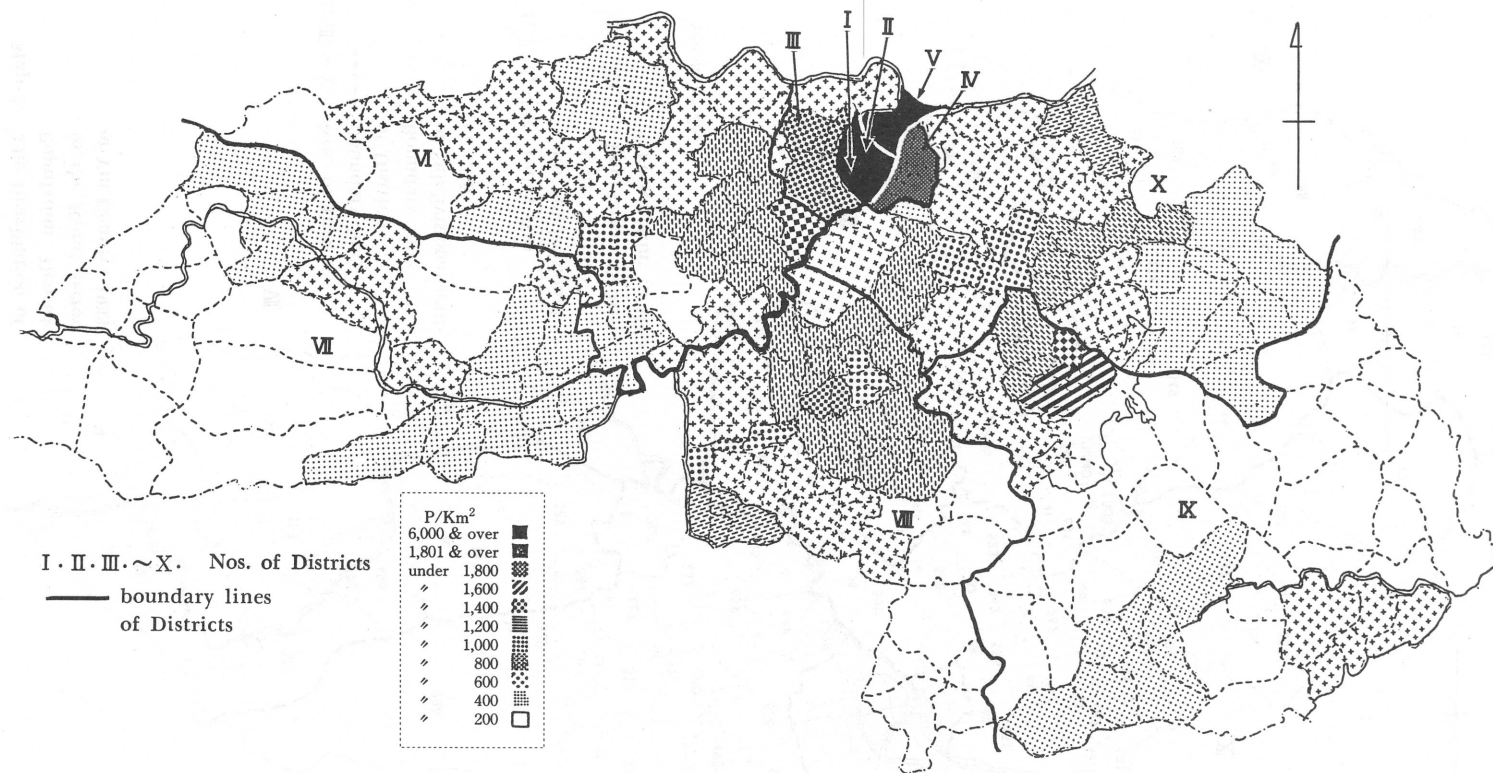 I
II
III
V
IV
VI
X
VII
VIII
IX
P/Km²
6,000 & over
1,801 & over
under 1,800
〃 1,600
〃 1,400
〃 1,200
〃 1,000
〃 800
〃 600
〃 400
〃 200
I . II . III . ~ X . Nos. of Districts
boundary lines
of Districts